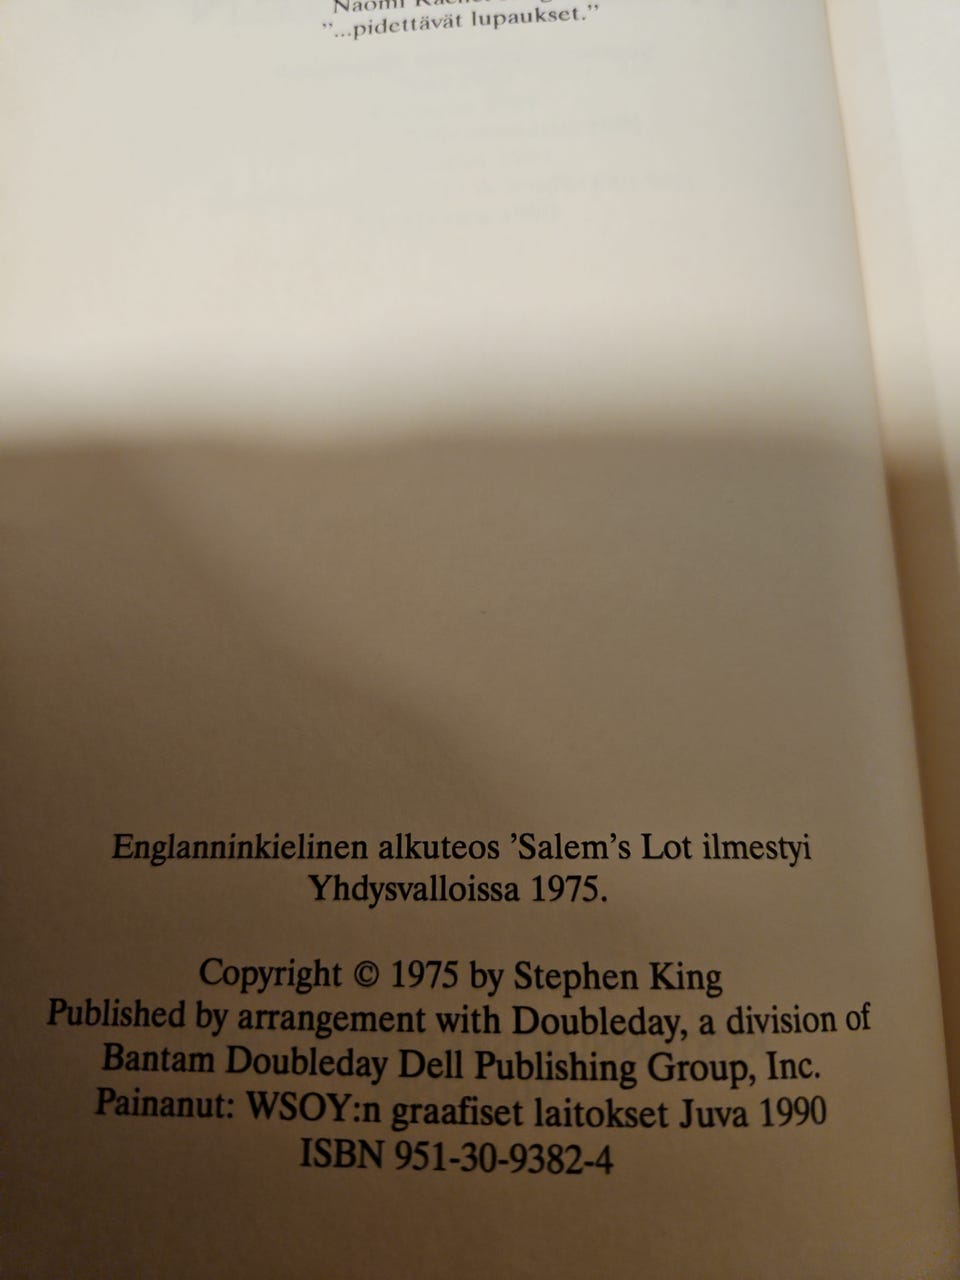 Naomi
”...pidettävät lupaukset.”
Englanninkielinen alkuteos ’Salem’s Lot ilmestyi
Yhdysvalloissa 1975.
Copyright © 1975 by Stephen King
Published by arrangement with Doubleday, a division of
Bantam Doubleday Dell Publishing Group, Inc.
Painanut: WSOY:n graafiset laitokset Juva 1990
ISBN 951-30-9382-4